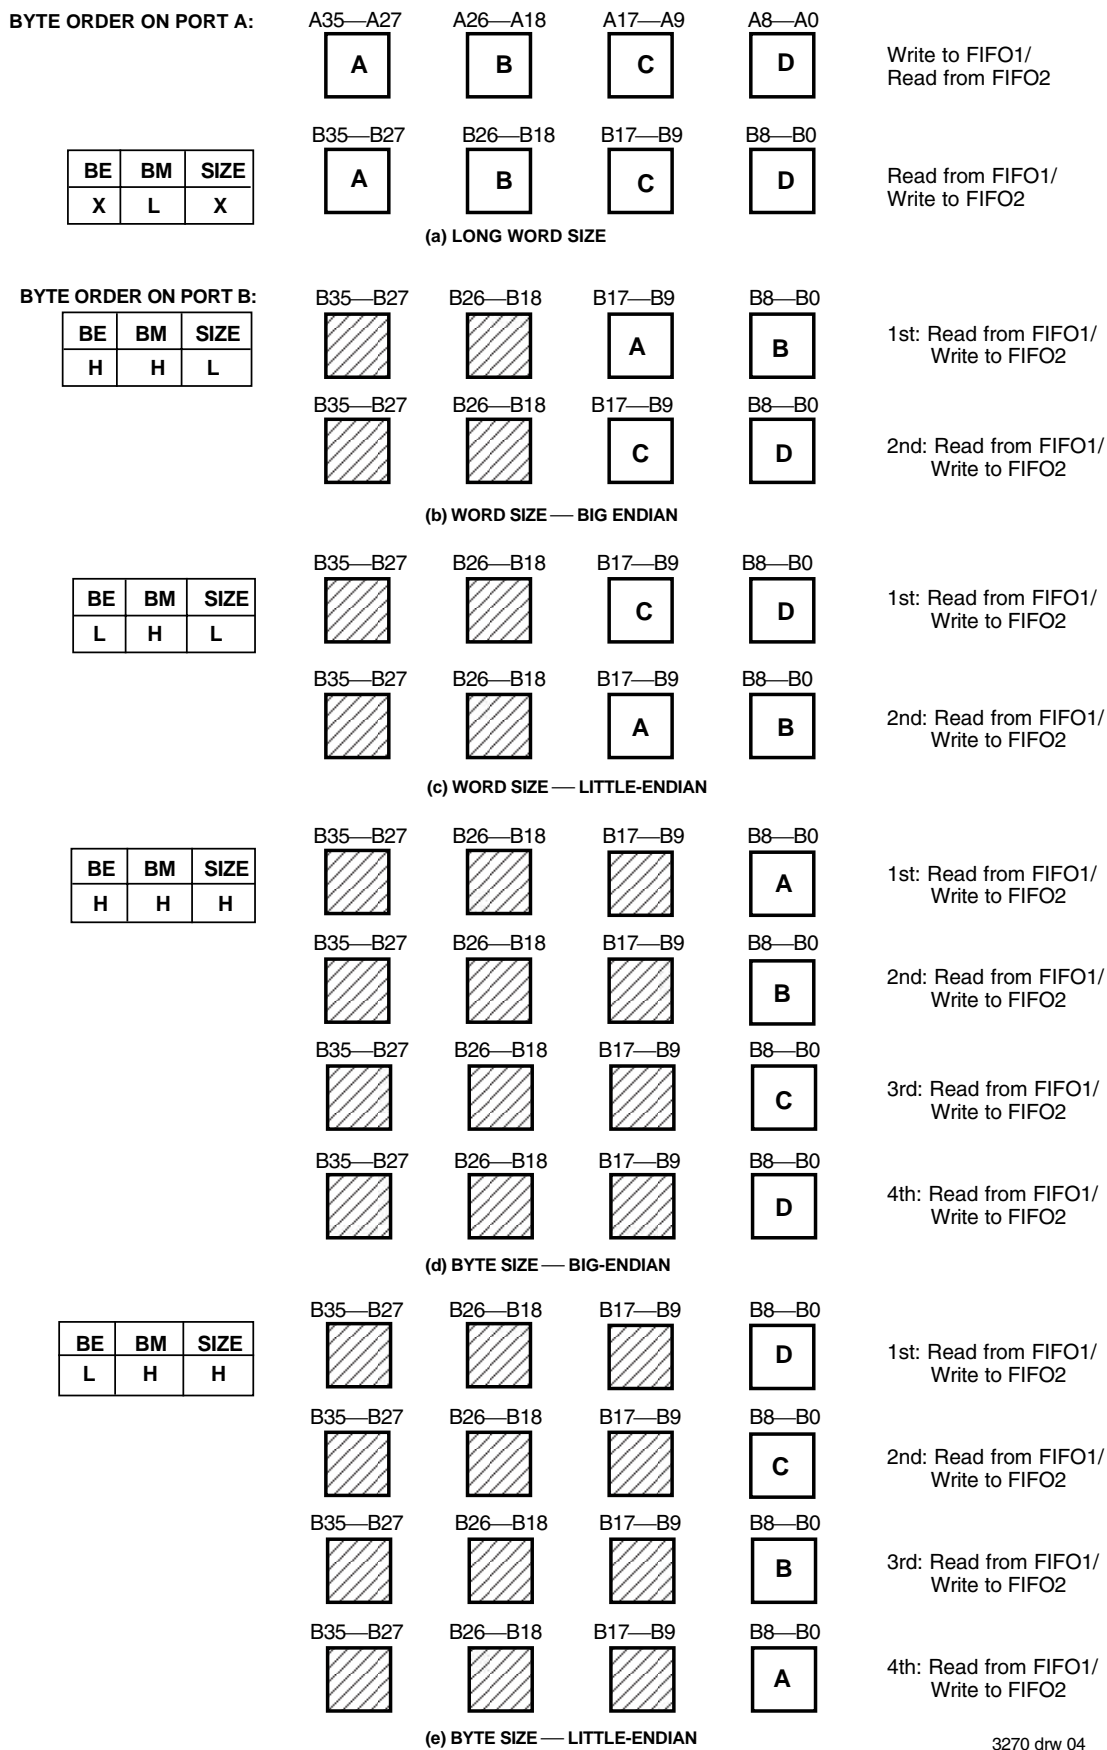 BYTE ORDER ON PORT A:
A35—A27 A26—A18 A17—A9 A8—A0
A B C D
Write to FIFO1/
Read from FIFO2
B35—B27 B26—B18 B17—B9 B8—B0
BE BM SIZE
X L X
A B C D
Read from FIFO1/
Write to FIFO2
(a) LONG WORD SIZE
BYTE ORDER ON PORT B:
B35—B27 B26—B18 B17—B9 B8—B0
BE BM SIZE
H H L
A B
1st: Read from FIFO1/
Write to FIFO2
B35—B27 B26—B18 B17—B9 B8—B0
C D
2nd: Read from FIFO1/
Write to FIFO2
(b) WORD SIZE — BIG ENDIAN
B35—B27 B26—B18 B17—B9 B8—B0
BE BM SIZE
L H L
C D
1st: Read from FIFO1/
Write to FIFO2
B35—B27 B26—B18 B17—B9 B8—B0
A B
2nd: Read from FIFO1/
Write to FIFO2
(c) WORD SIZE — LITTLE-ENDIAN
B35—B27 B26—B18 B17—B9 B8—B0
BE BM SIZE
H H H
A
1st: Read from FIFO1/
Write to FIFO2
B35—B27 B26—B18 B17—B9 B8—B0
B
2nd: Read from FIFO1/
Write to FIFO2
B35—B27 B26—B18 B17—B9 B8—B0
C
3rd: Read from FIFO1/
Write to FIFO2
B35—B27 B26—B18 B17—B9 B8—B0
D
4th: Read from FIFO1/
Write to FIFO2
(d) BYTE SIZE — BIG-ENDIAN
B35—B27 B26—B18 B17—B9 B8—B0
BE BM SIZE
L H H
D
1st: Read from FIFO1/
Write to FIFO2
B35—B27 B26—B18 B17—B9 B8—B0
C
2nd: Read from FIFO1/
Write to FIFO2
B35—B27 B26—B18 B17—B9 B8—B0
B
3rd: Read from FIFO1/
Write to FIFO2
B35—B27 B26—B18 B17—B9 B8—B0
A
4th: Read from FIFO1/
Write to FIFO2
(e) BYTE SIZE — LITTLE-ENDIAN
3270 drw 04